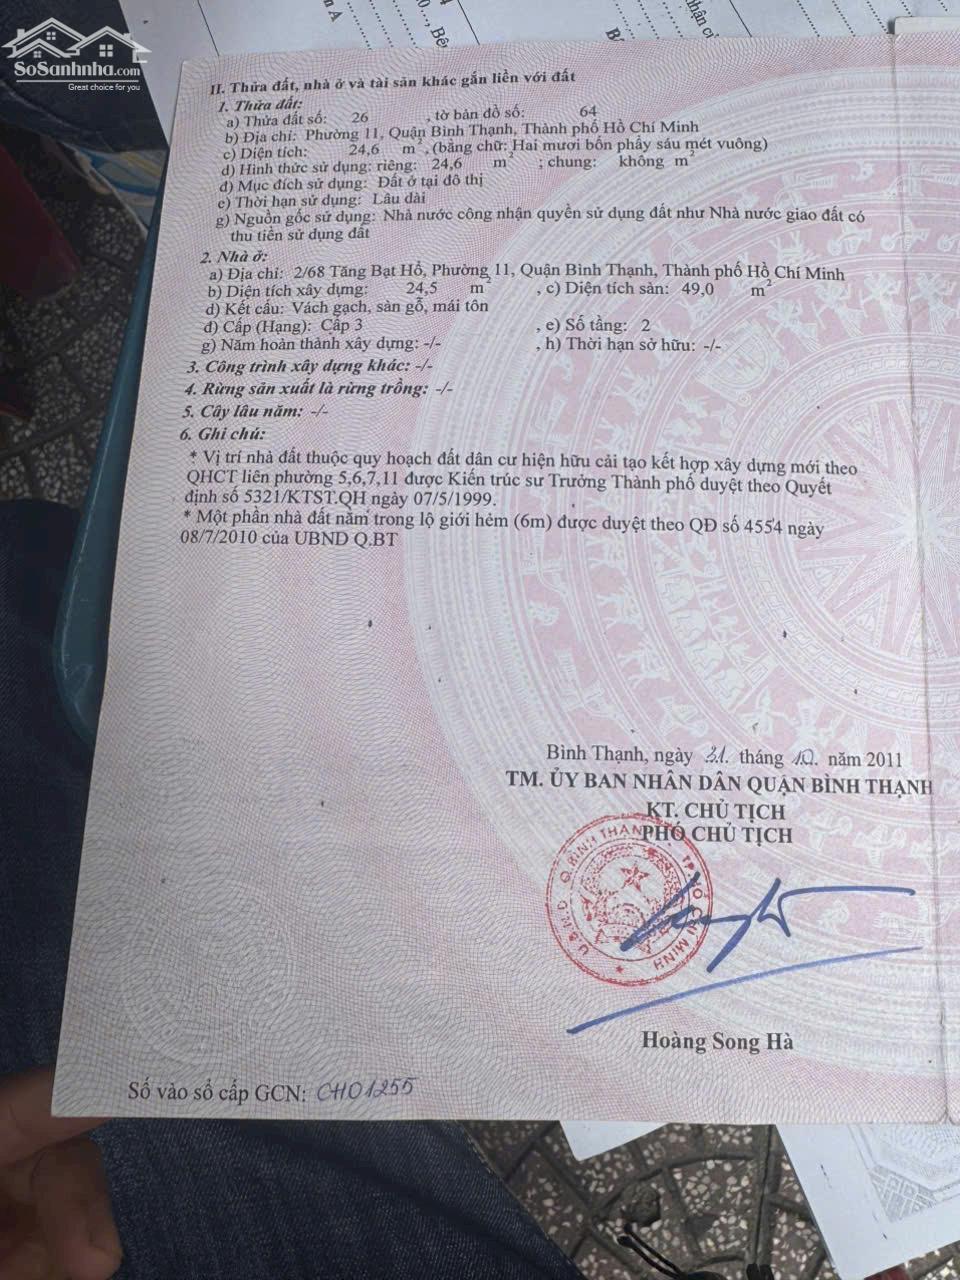 SoSanhnha.com
Great choice for you
II. Thửa đất, nhà ở và tài sản khác gắn liền với đất
1. Thửa đất:
a) Thửa đất số: 26 , tờ bản đồ số: 64
b) Địa chỉ: Phường 11, Quận Bình Thạnh, Thành phố Hồ Chí Minh
c) Diện tích: 24,6 m², (bằng chữ: Hai mươi bốn phẩy sáu mét vuông)
d) Hình thức sử dụng: riêng: 24,6 m² ; chung: không m²
đ) Mục đích sử dụng: Đất ở tại đô thị
e) Thời hạn sử dụng: Lâu dài
g) Nguồn gốc sử dụng: Nhà nước công nhận quyền sử dụng đất như Nhà nước giao đất có
thu tiền sử dụng đất
2. Nhà ở:
a) Địa chỉ: 2/68 Tăng Bạt Hổ, Phường 11, Quận Bình Thạnh, Thành phố Hồ Chí Minh
b) Diện tích xây dựng: 24,5 m² , c) Diện tích sàn: 49,0 m²
d) Kết cấu: Vách gạch, sàn gỗ, mái tôn
đ) Cấp (Hạng): Cấp 3 , e) Số tầng: 2
g) Năm hoàn thành xây dựng: -/- , h) Thời hạn sở hữu: -/-
3. Công trình xây dựng khác: -/-
4. Rừng sản xuất là rừng trồng: -/-
5. Cây lâu năm: -/-
6. Ghi chú:
* Vị trí nhà đất thuộc quy hoạch đất dân cư hiện hữu cải tạo kết hợp xây dựng mới theo
QHCT liên phường 5,6,7,11 được Kiến trúc sư Trưởng Thành phố duyệt theo Quyết
định số 5321/KTST.QH ngày 07/5/1999.
* Một phần nhà đất nằm trong lộ giới hẻm (6m) được duyệt theo QĐ số 4554 ngày
08/7/2010 của UBND Q.BT
Bình Thạnh, ngày 31. tháng 10. năm 2011
TM. ỦY BAN NHÂN DÂN QUẬN BÌNH THẠNH
KT. CHỦ TỊCH
PHÓ CHỦ TỊCH
U.B.N.D Q.BÌNH THẠNH TP.HỒ CHÍ MINH
Hoàng Song Hà
Số vào sổ cấp GCN: CH01255